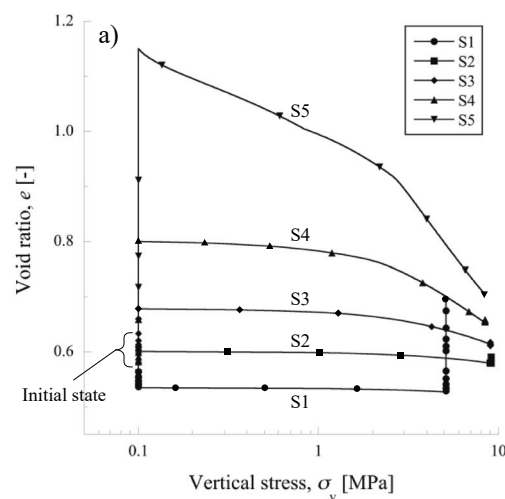 a)
S1
S2
S3
S4
S5
1.2
1.0
0.8
0.6
Void ratio, e [-]
S5
S4
S3
S2
S1
Initial state
0.1 1 10
Vertical stress, σv [MPa]